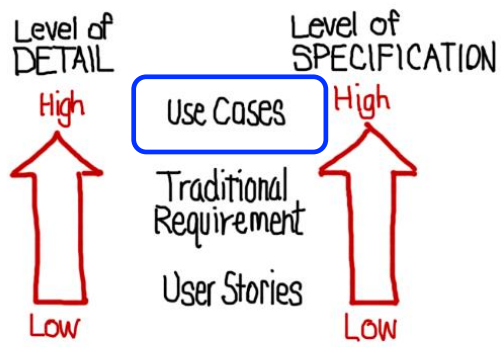 Level of
DETAIL
High
Level of
SPECIFICATION
High
Use Cases
Traditional
Requirement
User Stories
Low
Low